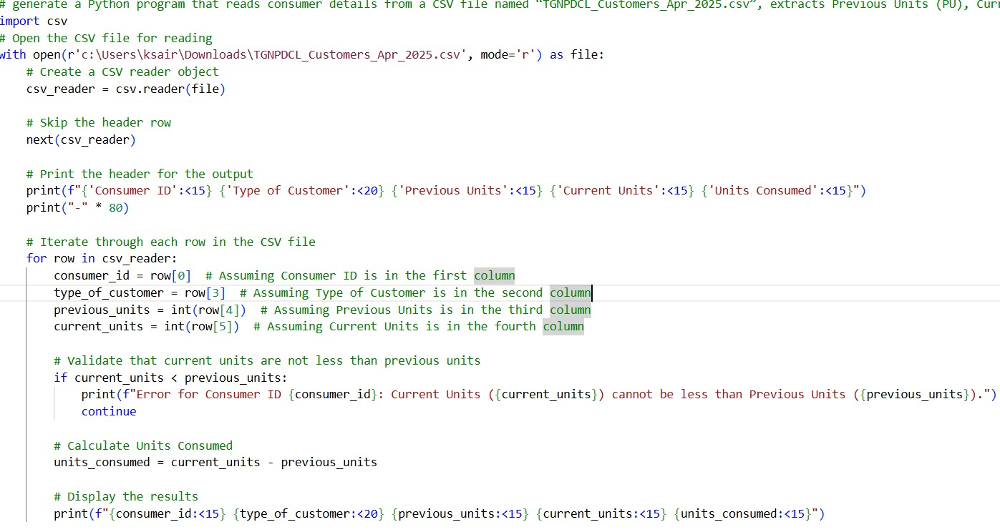 # generate a Python program that reads consumer details from a CSV file named “TGNPDCL_Customers_Apr_2025.csv”, extracts Previous Units (PU),
import csv
# Open the CSV file for reading
with open(r'c:\Users\ksair\Downloads\TGNPDCL_Customers_Apr_2025.csv', mode='r') as file:
    # Create a CSV reader object
    csv_reader = csv.reader(file)

    # Skip the header row
    next(csv_reader)

    # Print the header for the output
    print(f"{'Consumer ID':<15} {'Type of Customer':<20} {'Previous Units':<15} {'Current Units':<15} {'Units Consumed':<15}")
    print("-" * 80)

    # Iterate through each row in the CSV file
    for row in csv_reader:
        consumer_id = row[0]  # Assuming Consumer ID is in the first column
        type_of_customer = row[3]  # Assuming Type of Customer is in the second column
        previous_units = int(row[4])  # Assuming Previous Units is in the third column
        current_units = int(row[5])  # Assuming Current Units is in the fourth column

        # Validate that current units are not less than previous units
        if current_units < previous_units:
            print(f"Error for Consumer ID {consumer_id}: Current Units ({current_units}) cannot be less than Previous Units ({previous_units}).")
            continue

        # Calculate Units Consumed
        units_consumed = current_units - previous_units

        # Display the results
        print(f"{consumer_id:<15} {type_of_customer:<20} {previous_units:<15} {current_units:<15} {units_consumed:<15}")